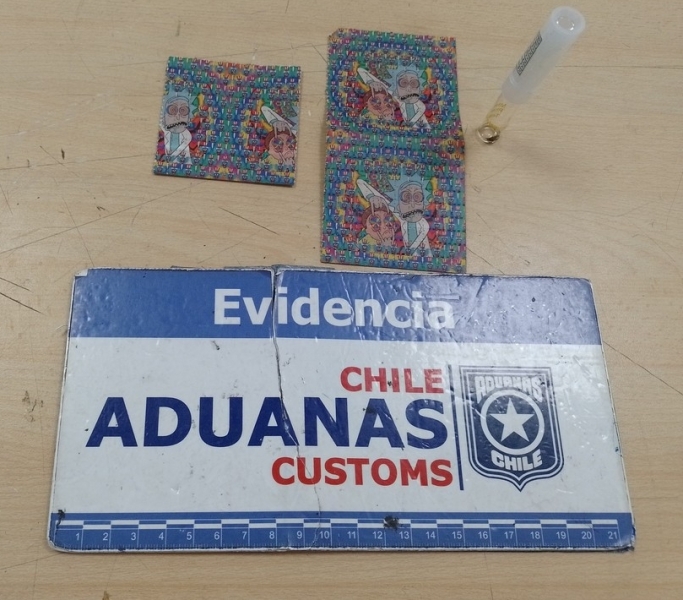 Evidencia
CHILE
ADUANAS
CUSTOMS
ADUANAS
CHILE
1 2 3 4 5 6 7 8 9 10 11 12 13 14 15 16 17 18 19 20 21